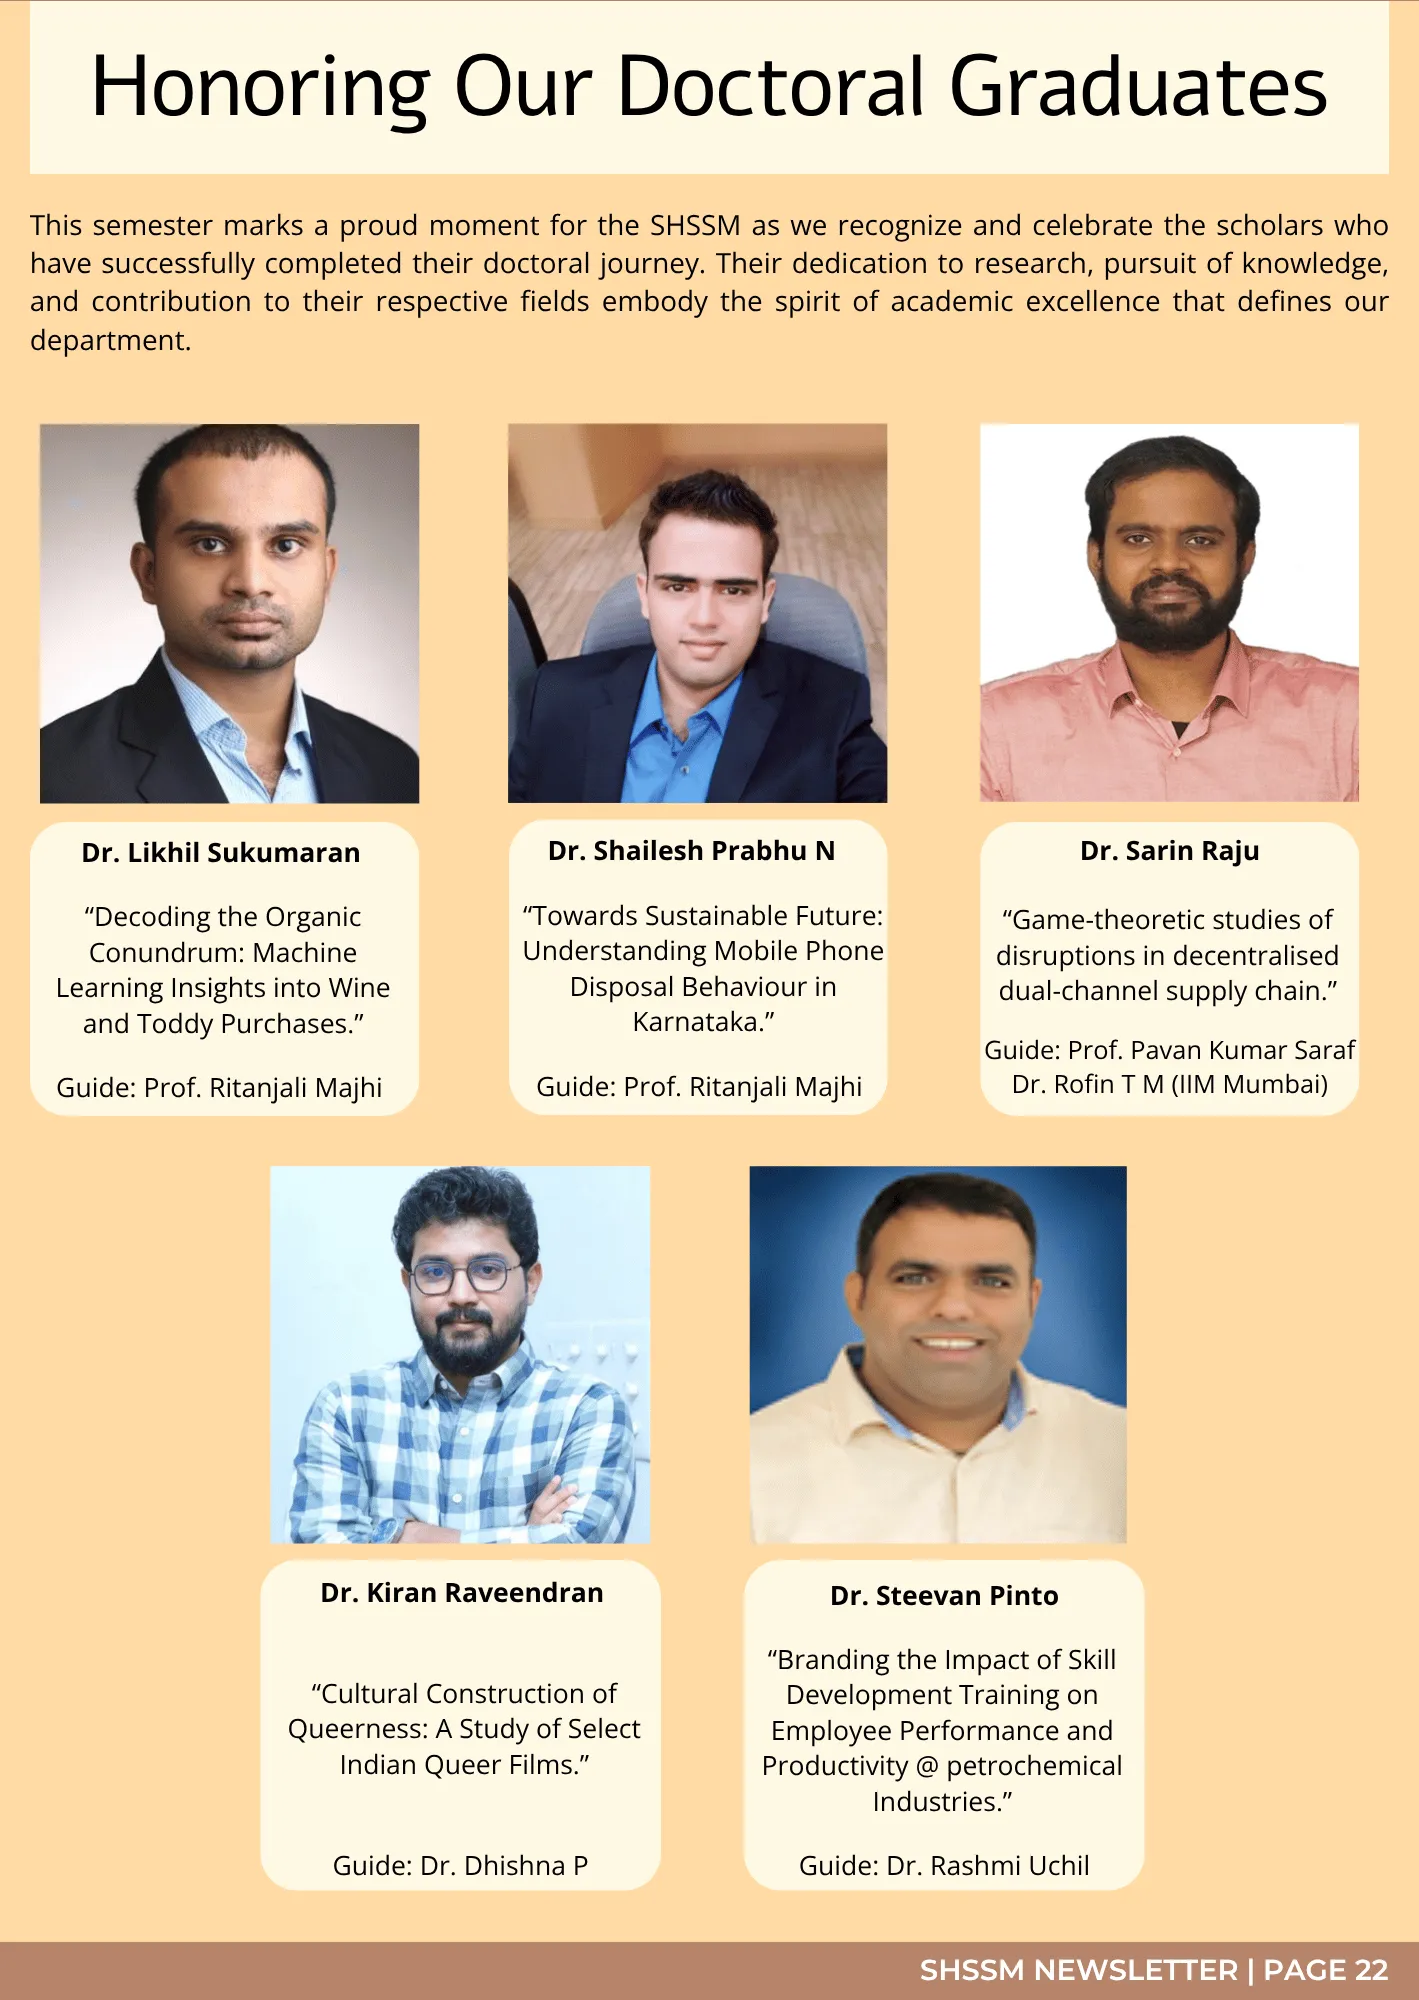 Honoring Our Doctoral Graduates
This semester marks a proud moment for the SHSSM as we recognize and celebrate the scholars who
have successfully completed their doctoral journey. Their dedication to research, pursuit of knowledge,
and contribution to their respective fields embody the spirit of academic excellence that defines our
department.
Dr. Likhil Sukumaran
“Decoding the Organic
Conundrum: Machine
Learning Insights into Wine
and Toddy Purchases.”
Guide: Prof. Ritanjali Majhi
Dr. Shailesh Prabhu N
“Towards Sustainable Future:
Understanding Mobile Phone
Disposal Behaviour in
Karnataka.”
Guide: Prof. Ritanjali Majhi
Dr. Sarin Raju
“Game-theoretic studies of
disruptions in decentralised
dual-channel supply chain.”
Guide: Prof. Pavan Kumar Saraf
Dr. Rofin T M (IIM Mumbai)
Dr. Kiran Raveendran
“Cultural Construction of
Queerness: A Study of Select
Indian Queer Films.”
Guide: Dr. Dhishna P
Dr. Steevan Pinto
“Branding the Impact of Skill
Development Training on
Employee Performance and
Productivity @ petrochemical
Industries.”
Guide: Dr. Rashmi Uchil
SHSSM NEWSLETTER | PAGE 22